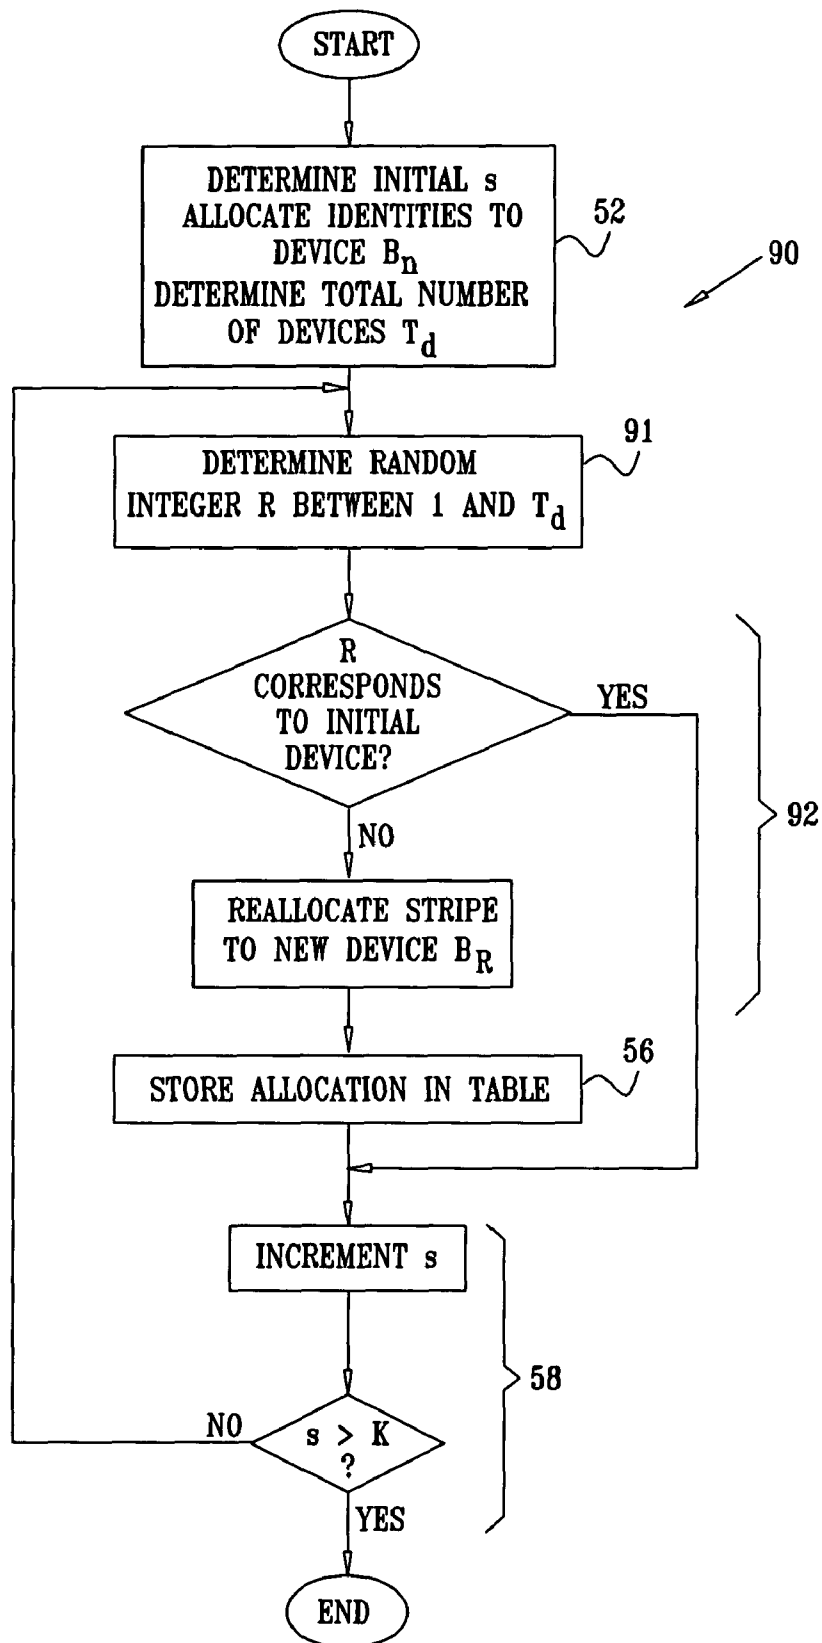 START
DETERMINE INITIAL s
ALLOCATE IDENTITIES TO
DEVICE Bn
DETERMINE TOTAL NUMBER
OF DEVICES Td
52
90
91
DETERMINE RANDOM
INTEGER R BETWEEN 1 AND Td
R
CORRESPONDS
TO INITIAL
DEVICE?
YES
92
NO
REALLOCATE STRIPE
TO NEW DEVICE BR
56
STORE ALLOCATION IN TABLE
INCREMENT s
58
NO
s > K
?
YES
END